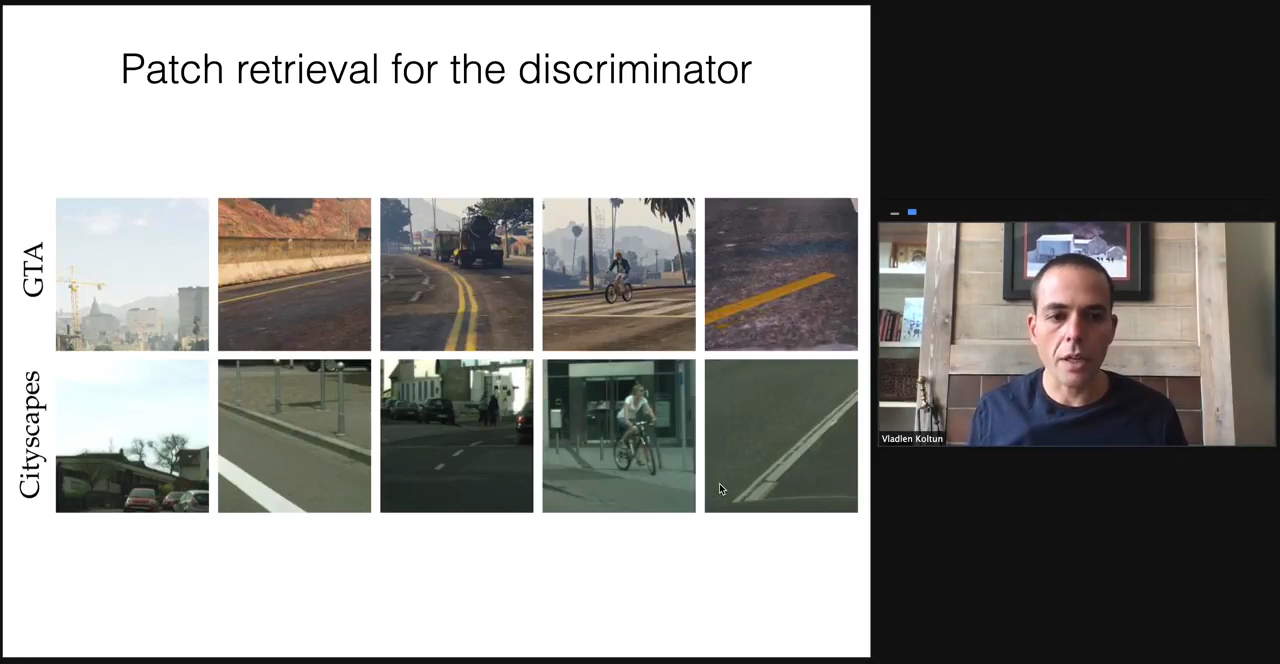 Patch retrieval for the discriminator
GTA
Cityscapes
Vladlen Koltun